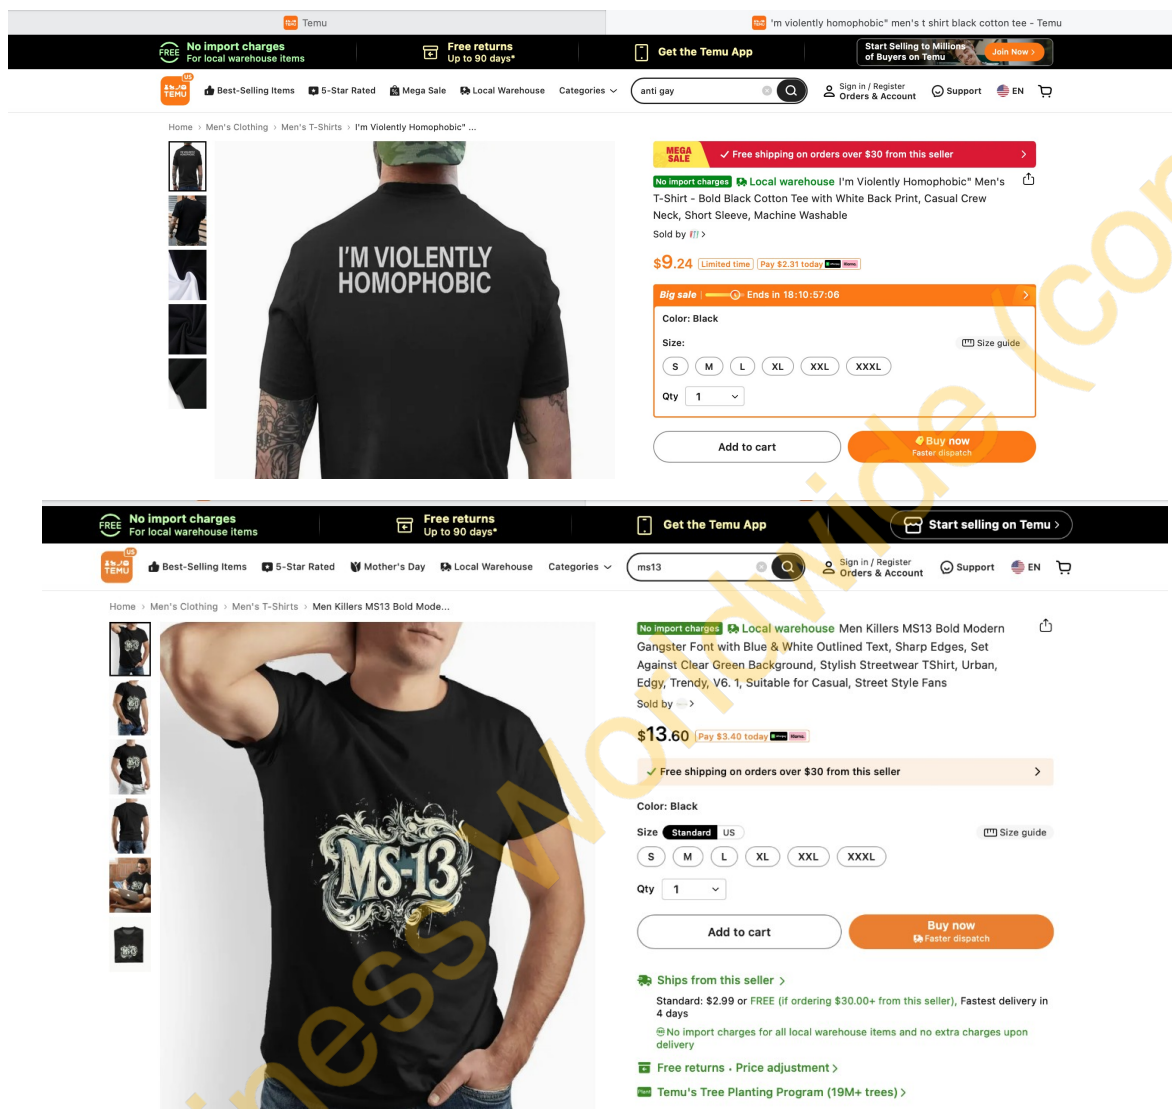 Temu
'm violently homophobic" men's t shirt black cotton tee - Temu
FREE
No import charges
For local warehouse items
Free returns
Up to 90 days*
Get the Temu App
Start Selling to Millions
of Buyers on Temu
Join Now >
TEMU
US
Best-Selling Items
5-Star Rated
Mega Sale
Local Warehouse
Categories
anti gay
Sign in / Register
Orders & Account
Support
EN
Home > Men's Clothing > Men's T-Shirts > I'm Violently Homophobic" ...
I'M VIOLENTLY
HOMOPHOBIC
MEGA
SALE
Free shipping on orders over $30 from this seller
No import charges Local warehouse I'm Violently Homophobic" Men's
T-Shirt - Bold Black Cotton Tee with White Back Print, Casual Crew
Neck, Short Sleeve, Machine Washable
Sold by
$9.24 Limited time Pay $2.31 today Klarna.
Big sale Ends in 18:10:57:06
Color: Black
Size:
Size guide
S M L XL XXL XXXL
Qty 1
Add to cart
Buy now
Faster dispatch
FREE
No import charges
For local warehouse items
Free returns
Up to 90 days*
Get the Temu App
Start selling on Temu >
TEMU
US
Best-Selling Items
5-Star Rated
Mother's Day
Local Warehouse
Categories
ms13
Sign in / Register
Orders & Account
Support
EN
Home > Men's Clothing > Men's T-Shirts > Men Killers MS13 Bold Mode...
MS-13
No import charges Local warehouse Men Killers MS13 Bold Modern
Gangster Font with Blue & White Outlined Text, Sharp Edges, Set
Against Clear Green Background, Stylish Streetwear TShirt, Urban,
Edgy, Trendy, V6. 1, Suitable for Casual, Street Style Fans
Sold by
$13.60 Pay $3.40 today Klarna.
Free shipping on orders over $30 from this seller
Color: Black
Size Standard US
Size guide
S M L XL XXL XXXL
Qty 1
Add to cart
Buy now
Faster dispatch
Ships from this seller >
Standard: $2.99 or FREE (if ordering $30.00+ from this seller), Fastest delivery in
4 days
No import charges for all local warehouse items and no extra charges upon
delivery
Free returns · Price adjustment >
Temu's Tree Planting Program (19M+ trees) >
iness worldwide (cor